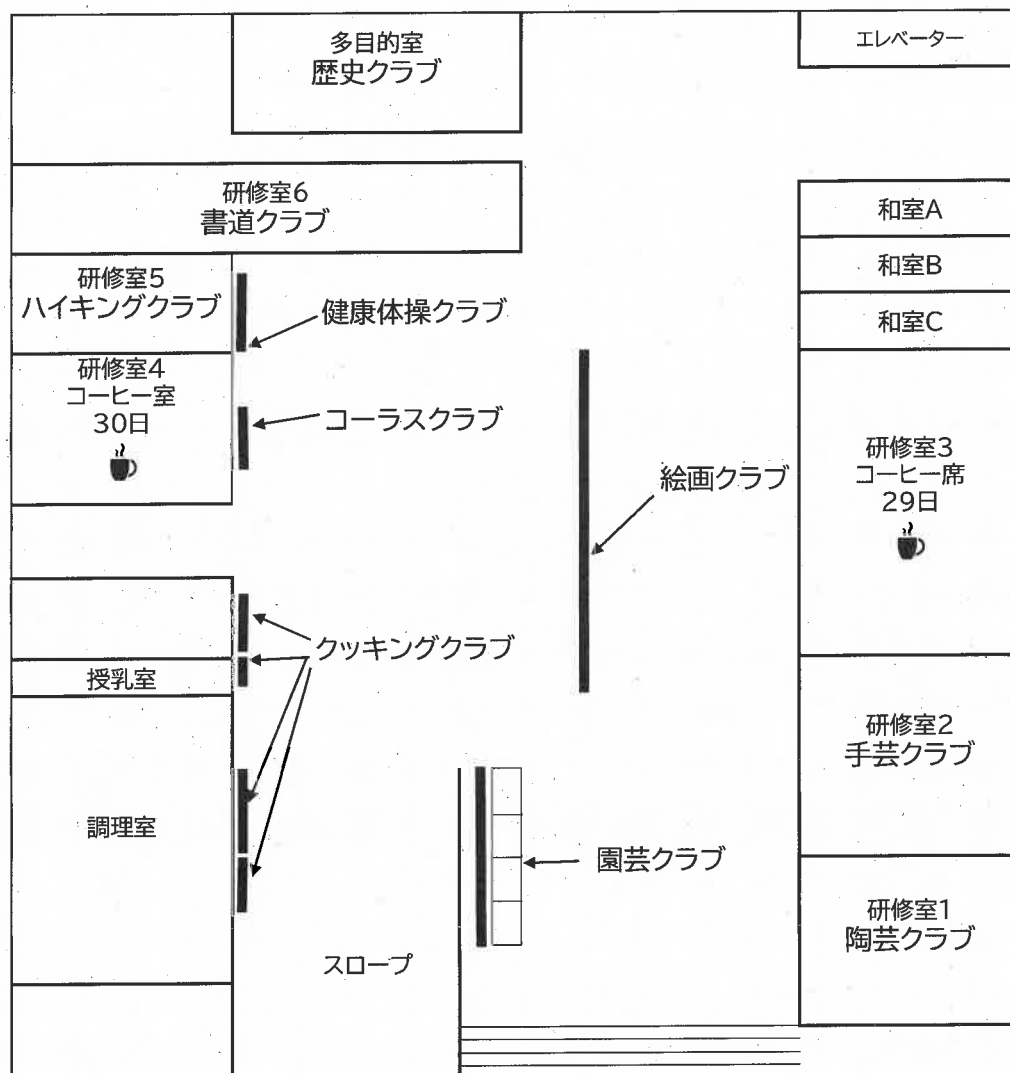 多目的室
歴史クラブ
エレベーター
研修室6
書道クラブ
和室A
和室B
和室C
研修室5
ハイキングクラブ
健康体操クラブ
研修室4
コーヒー室
30日
コーラスクラブ
絵画クラブ
研修室3
コーヒー席
29日
クッキングクラブ
授乳室
研修室2
手芸クラブ
調理室
園芸クラブ
研修室1
陶芸クラブ
スロープ